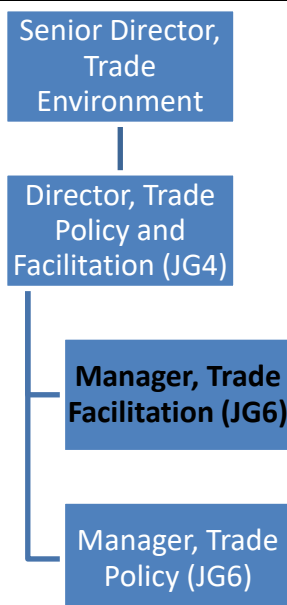 Senior Director,
Trade
Environment
Director, Trade
Policy and
Facilitation (JG4)
Manager, Trade
Facilitation (JG6)
Manager, Trade
Policy (JG6)